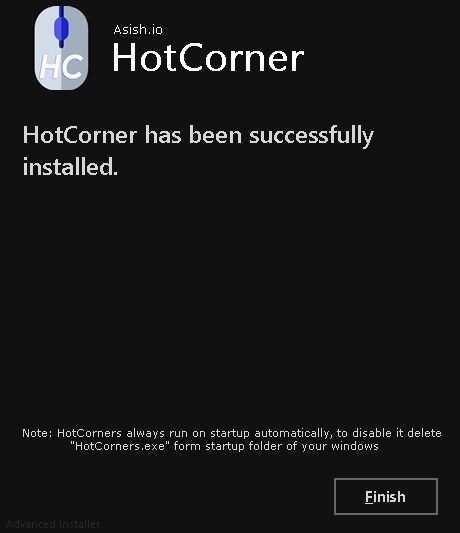 Asish.io
HC
HotCorner
HotCorner has been successfully
installed.
Note: HotCorners always run on startup automatically, to disable it delete
"HotCorners.exe" form startup folder of your windows
Finish
Advanced Installer